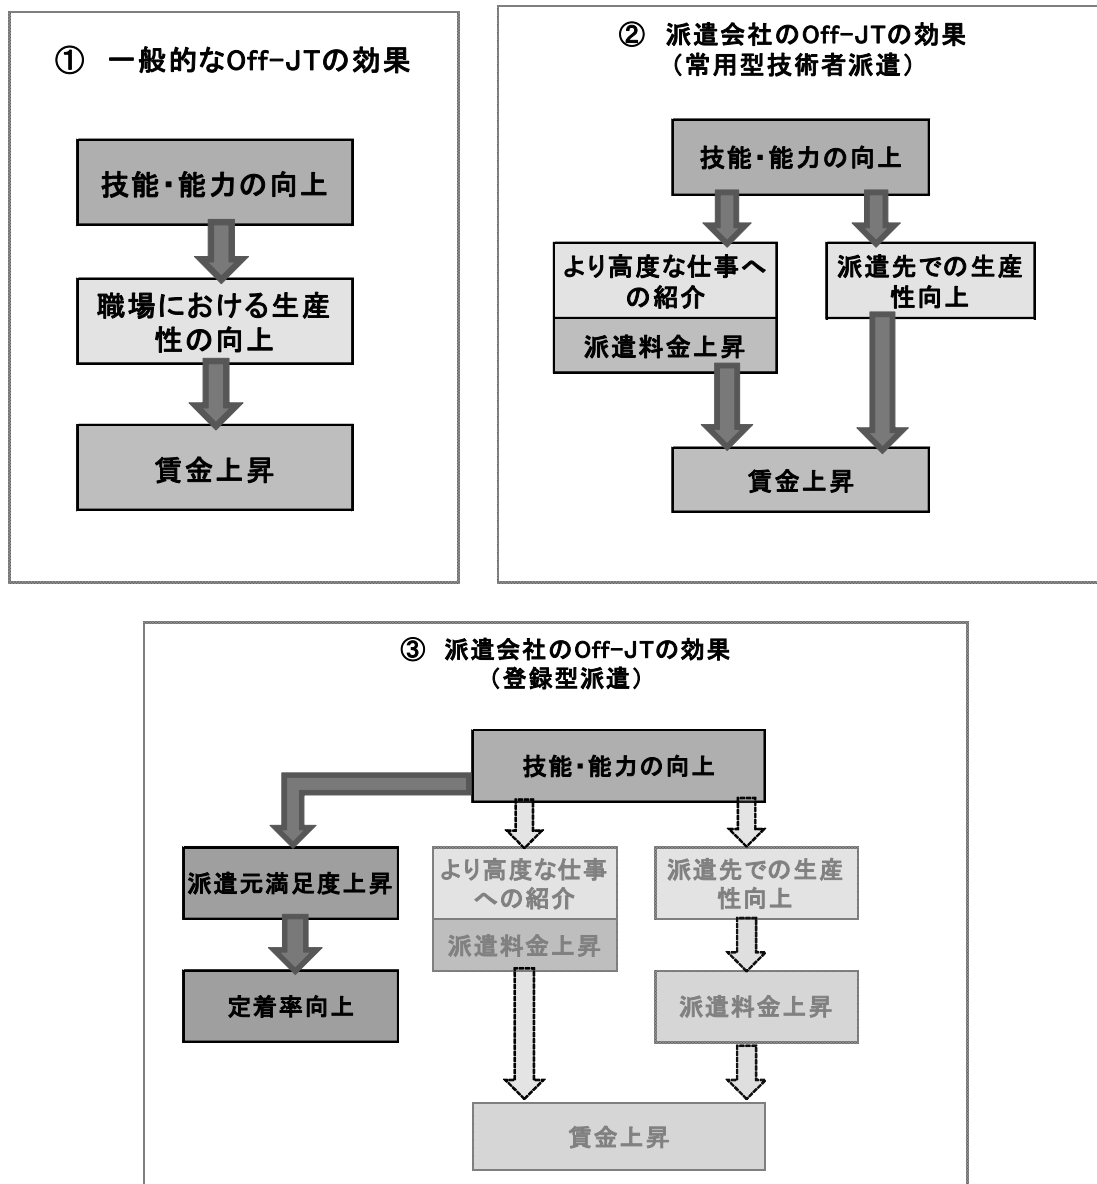 ① 一般的なOff-JTの効果
技能・能力の向上
職場における生産
性の向上
賃金上昇
② 派遣会社のOff-JTの効果
（常用型技術者派遣）
技能・能力の向上
より高度な仕事へ
の紹介
派遣料金上昇
派遣先での生産
性向上
賃金上昇
③ 派遣会社のOff-JTの効果
（登録型派遣）
技能・能力の向上
派遣元満足度上昇
定着率向上
より高度な仕事
への紹介
派遣料金上昇
派遣先での生産
性向上
派遣料金上昇
賃金上昇